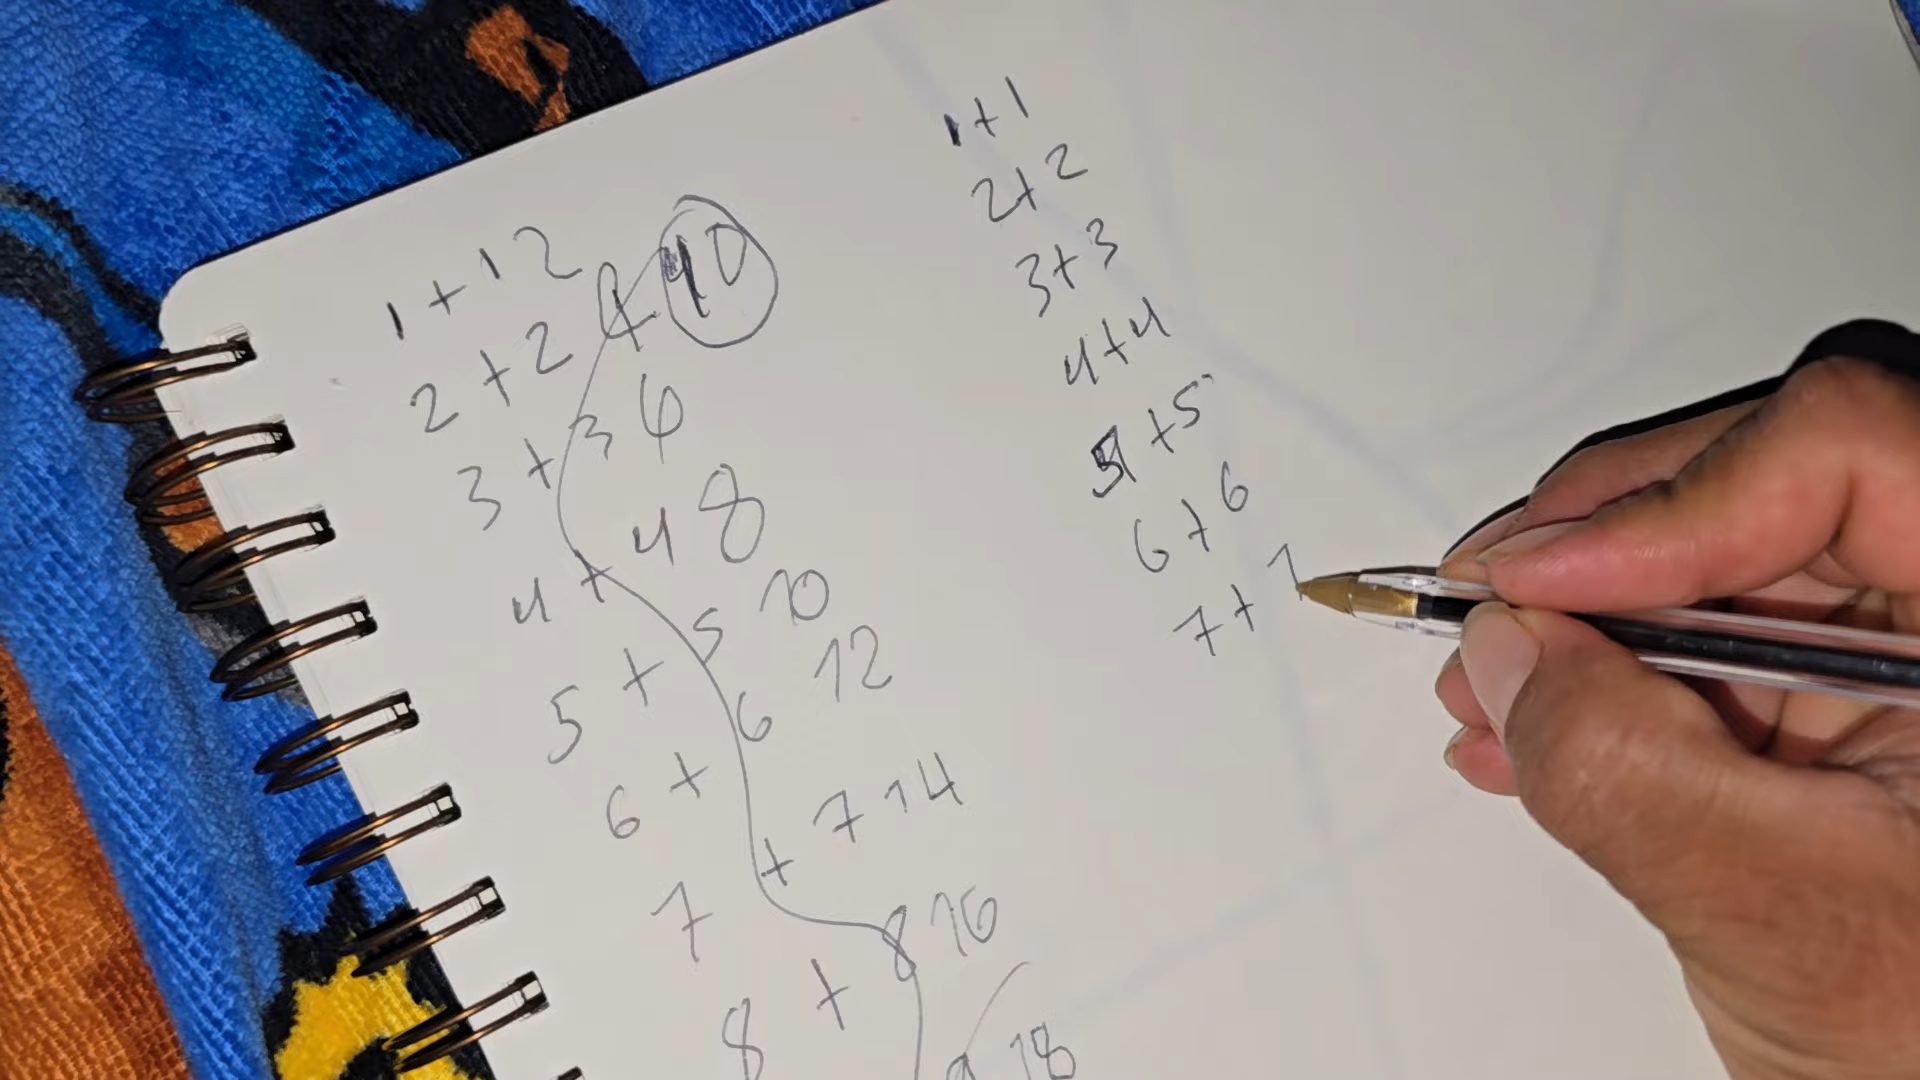 1 + 1 2
2 + 2 4 40
3 + 3 6
4 + 4 8
5 + 5 10
6 + 6 12
7 + 7 14
8 + 8 16
9 18
1+1
2+2
3+3
4+4
5+5
6+6
7+7